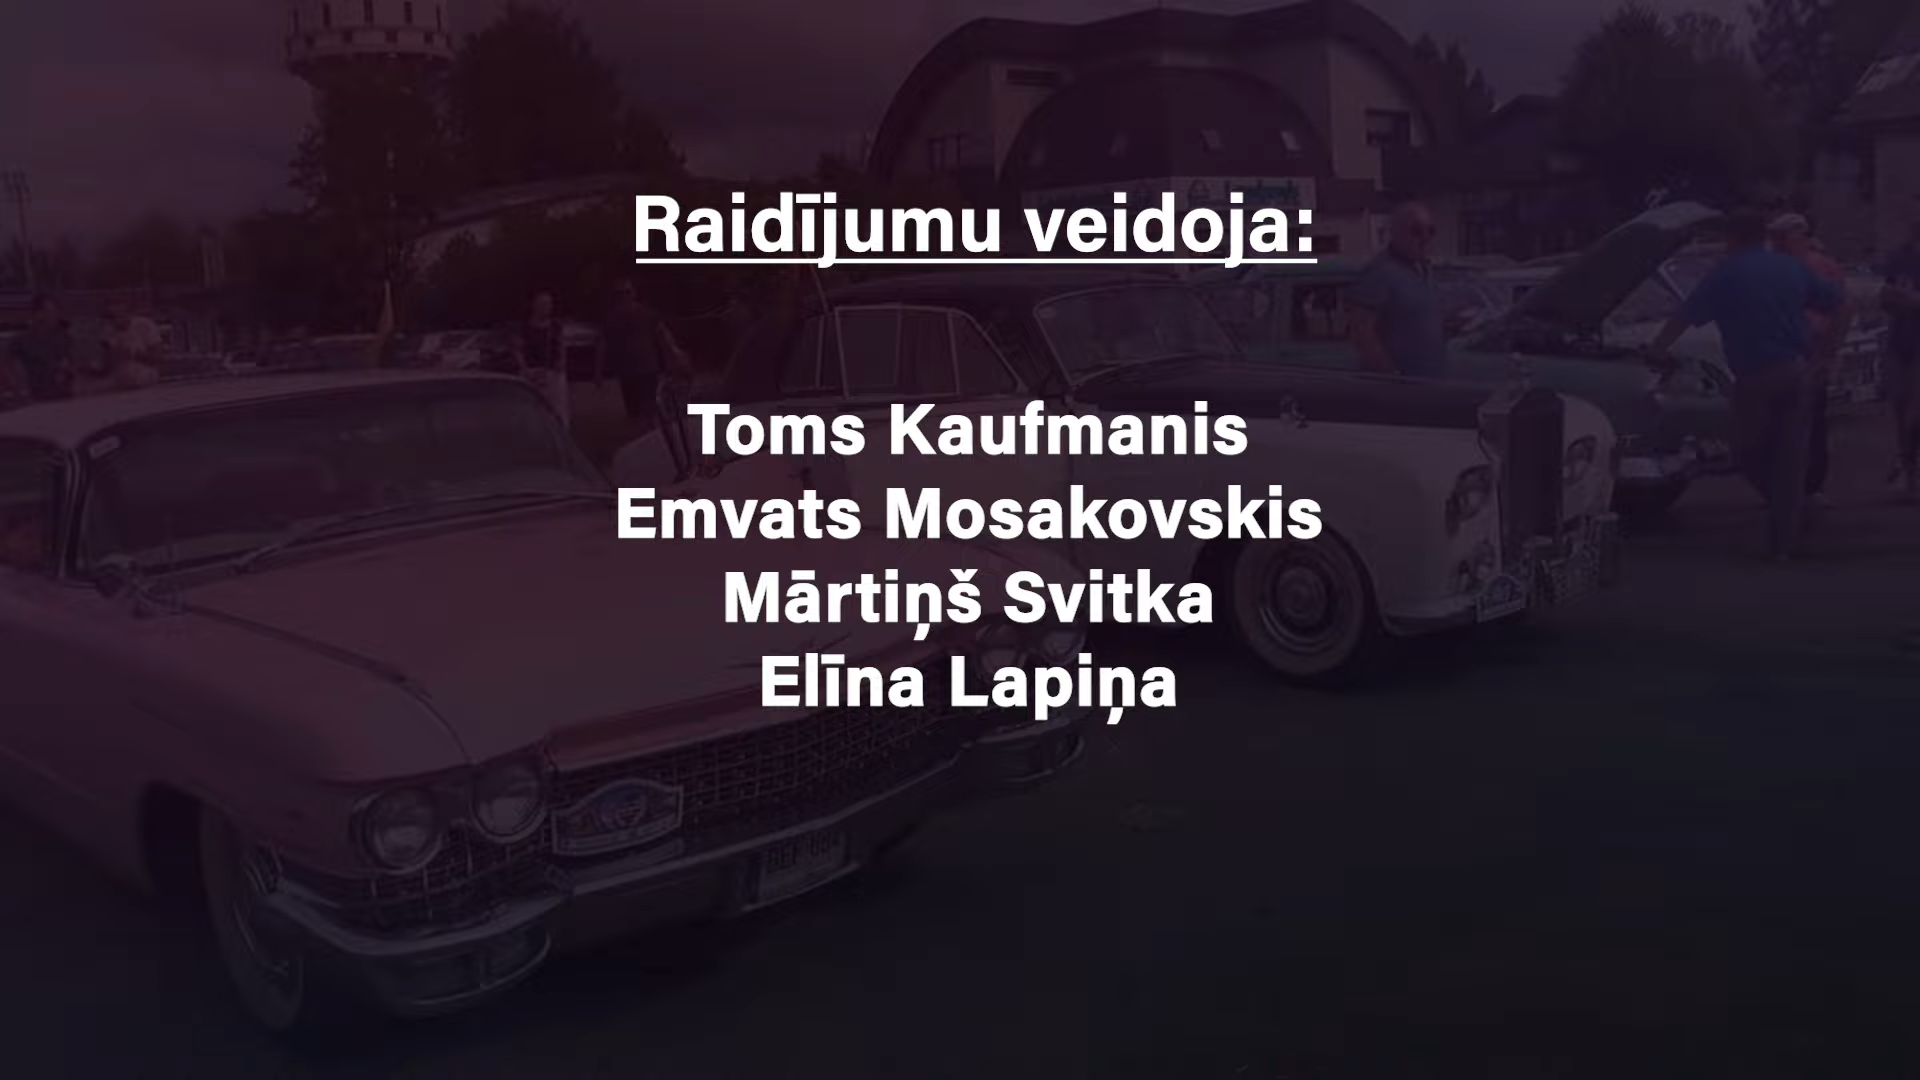 Raidījumu veidoja:
Toms Kaufmanis
Emvats Mosakovskis
Mārtiņš Svitka
Elīna Lapiņa